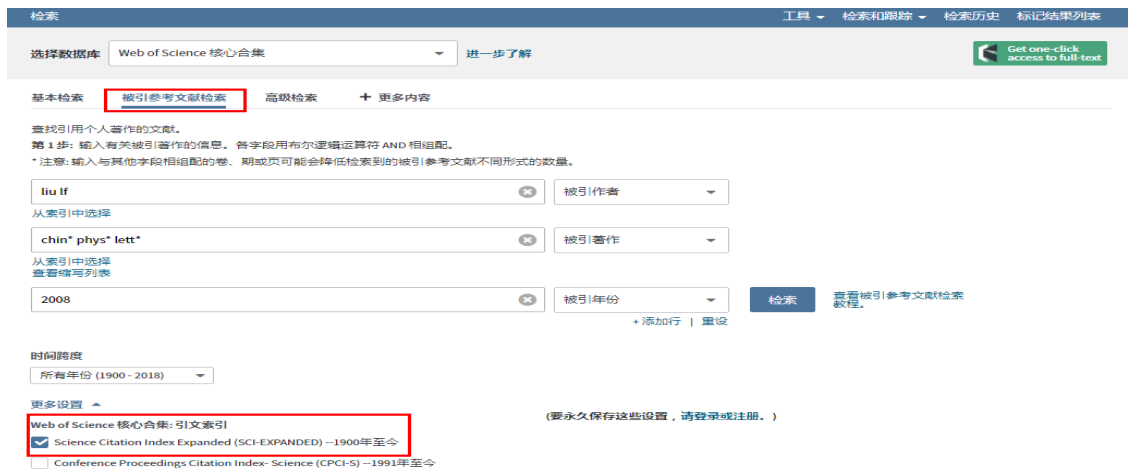 检索 工具 检索和跟踪 检索历史 标记结果列表
选择数据库 Web of Science 核心合集 进一步了解 Get one-click
access to full-text
基本检索 被引参考文献检索 高级检索 + 更多内容
查找引用个人著作的文献。
第 1 步: 输入有关被引著作的信息。各字段用布尔逻辑运算符 AND 相组配。
* 注意: 输入与其他字段相组配的卷、期或页可能会降低检索到的被引参考文献不同形式的数量。
liu lf 被引作者
从索引中选择
chin* phys* lett* 被引著作
从索引中选择
查看缩写列表
2008 被引年份 检索 查看被引参考文献检索
教程。
+ 添加行 | 重设
时间跨度
所有年份 (1900 - 2018)
更多设置
(要永久保存这些设置，请登录或注册。)
Web of Science 核心合集: 引文索引
Science Citation Index Expanded (SCI-EXPANDED) --1900年至今
Conference Proceedings Citation Index- Science (CPCI-S) --1991年至今